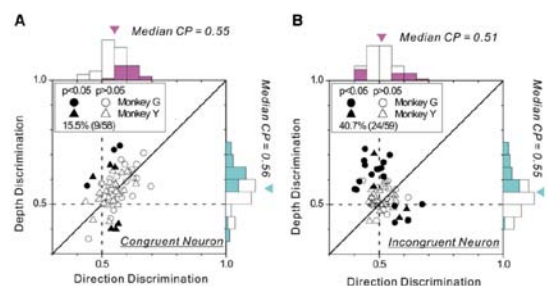 A
Median CP = 0.55
1.0
p<0.05 p>0.05
Monkey G
Monkey Y
15.5% (9/58)
Depth Discrimination
0.5
Congruent Neuron
0.5
1.0
Direction Discrimination
Median CP = 0.56
B
Median CP = 0.51
1.0
p<0.05 p>0.05
Monkey G
Monkey Y
40.7% (24/59)
Depth Discrimination
0.5
Incongruent Neuron
0.5
1.0
Direction Discrimination
Median CP = 0.55